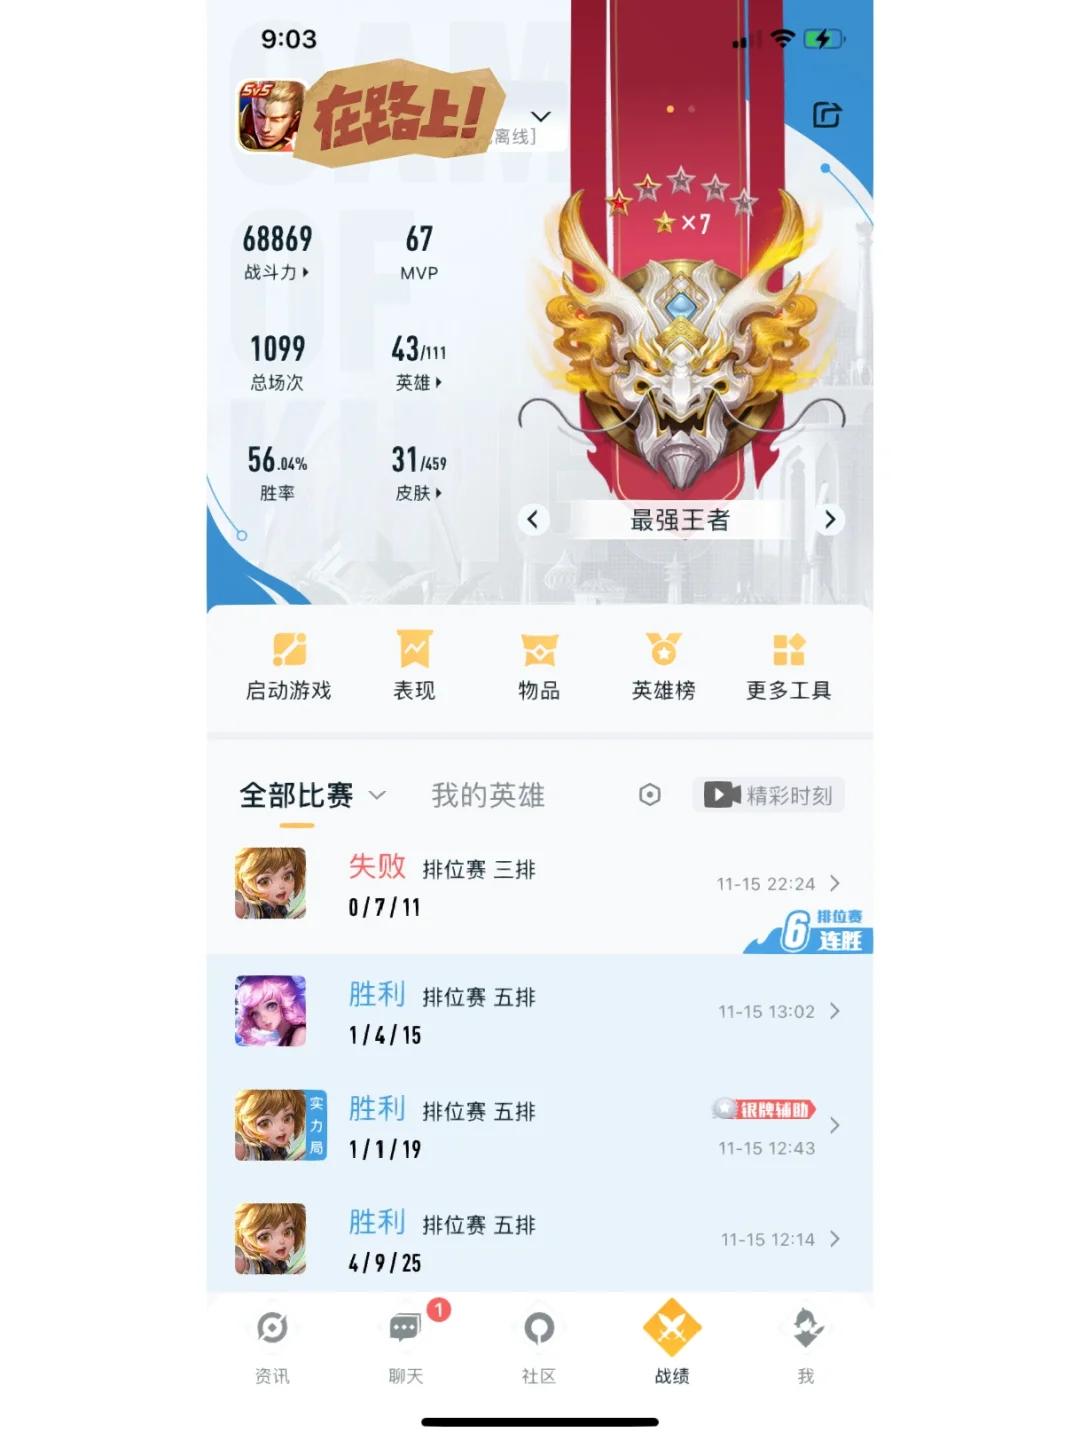 9:03
5v5
在路上!
离线]
×7
68869
战斗力
67
MVP
1099
总场次
43/111
英雄
56.04%
胜率
31/459
皮肤
最强王者
启动游戏
表现
物品
英雄榜
更多工具
全部比赛
我的英雄
精彩时刻
失败 排位赛 三排
0/7/11
11-15 22:24
6 排位赛
连胜
胜利 排位赛 五排
1/4/15
11-15 13:02
实力局
胜利 排位赛 五排
1/1/19
银牌辅助
11-15 12:43
胜利 排位赛 五排
4/9/25
11-15 12:14
资讯
聊天
1
社区
战绩
我